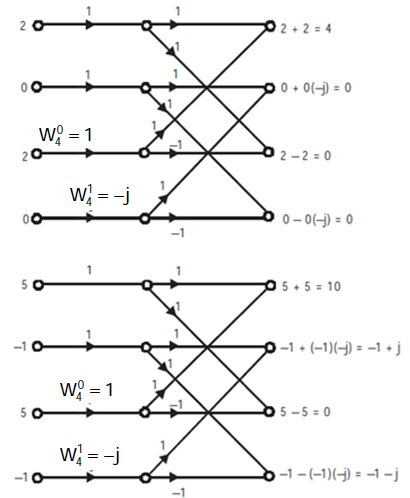 1 1
2 2 + 2 = 4
1
1 1
0 0 + 0(–j) = 0
1
W₄⁰ = 1 1 –1
2 2 – 2 = 0
W₄¹ = –j 1
0 0 – 0(–j) = 0
–1
1 1
5 5 + 5 = 10
1
1 1
–1 –1 + (–1)(–j) = –1 + j
1
W₄⁰ = 1 1 –1
5 5 – 5 = 0
W₄¹ = –j 1
–1 –1 – (–1)(–j) = –1 – j
–1